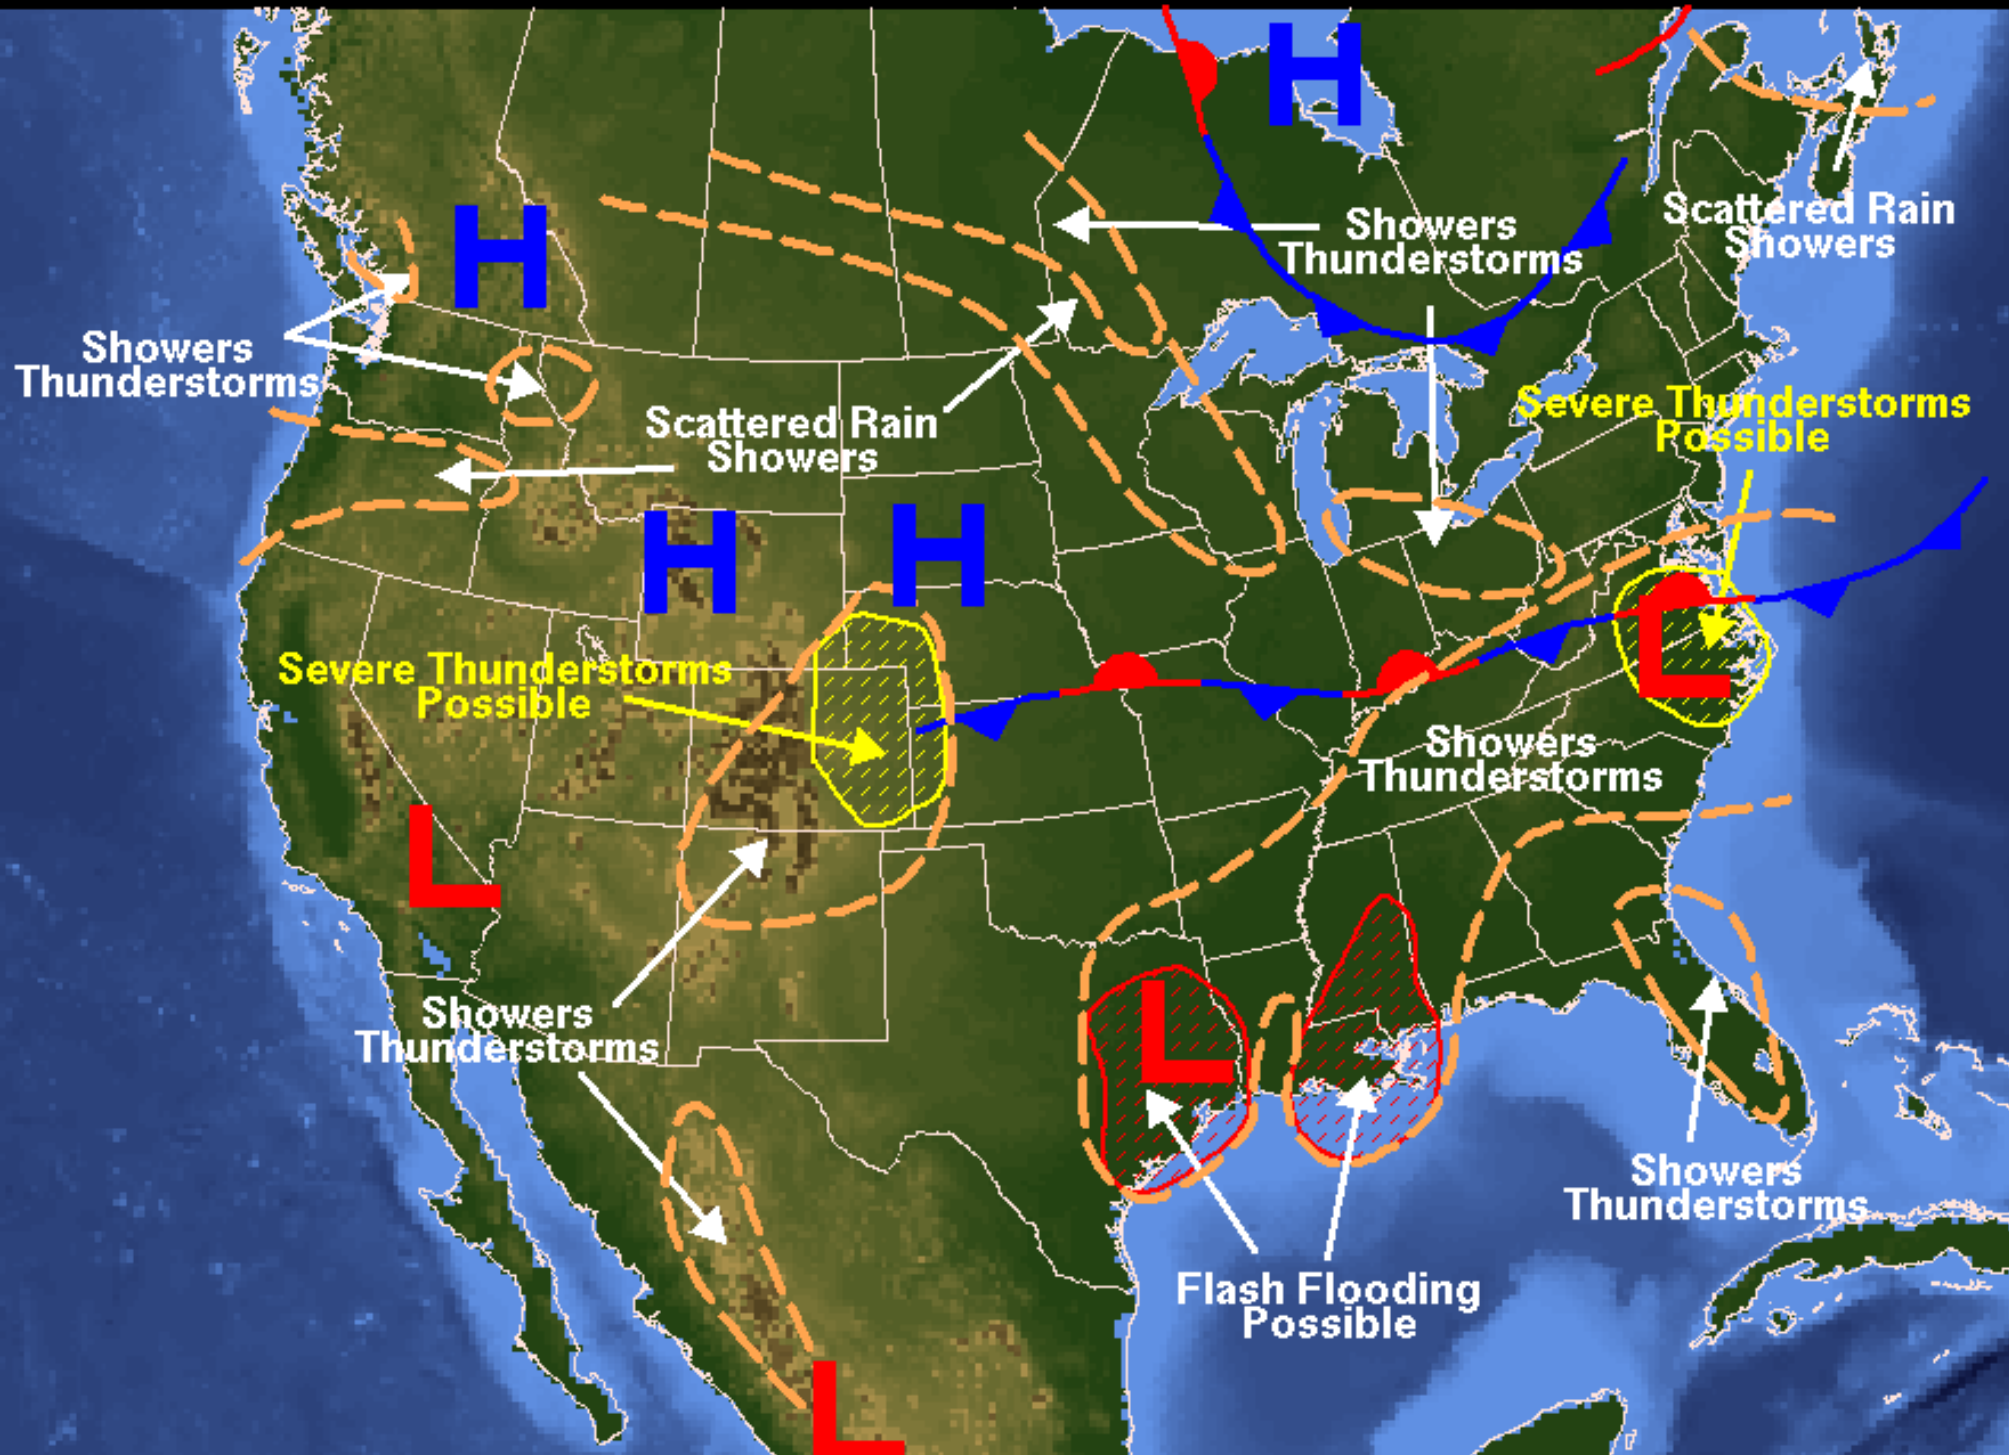 H
H
Showers
Thunderstorms
Scattered Rain
Showers
Showers
Thunderstorms
Scattered Rain
Showers
Severe Thunderstorms
Possible
H
H
Severe Thunderstorms
Possible
L
Showers
Thunderstorms
L
Showers
Thunderstorms
L
Showers
Thunderstorms
Flash Flooding
Possible
L